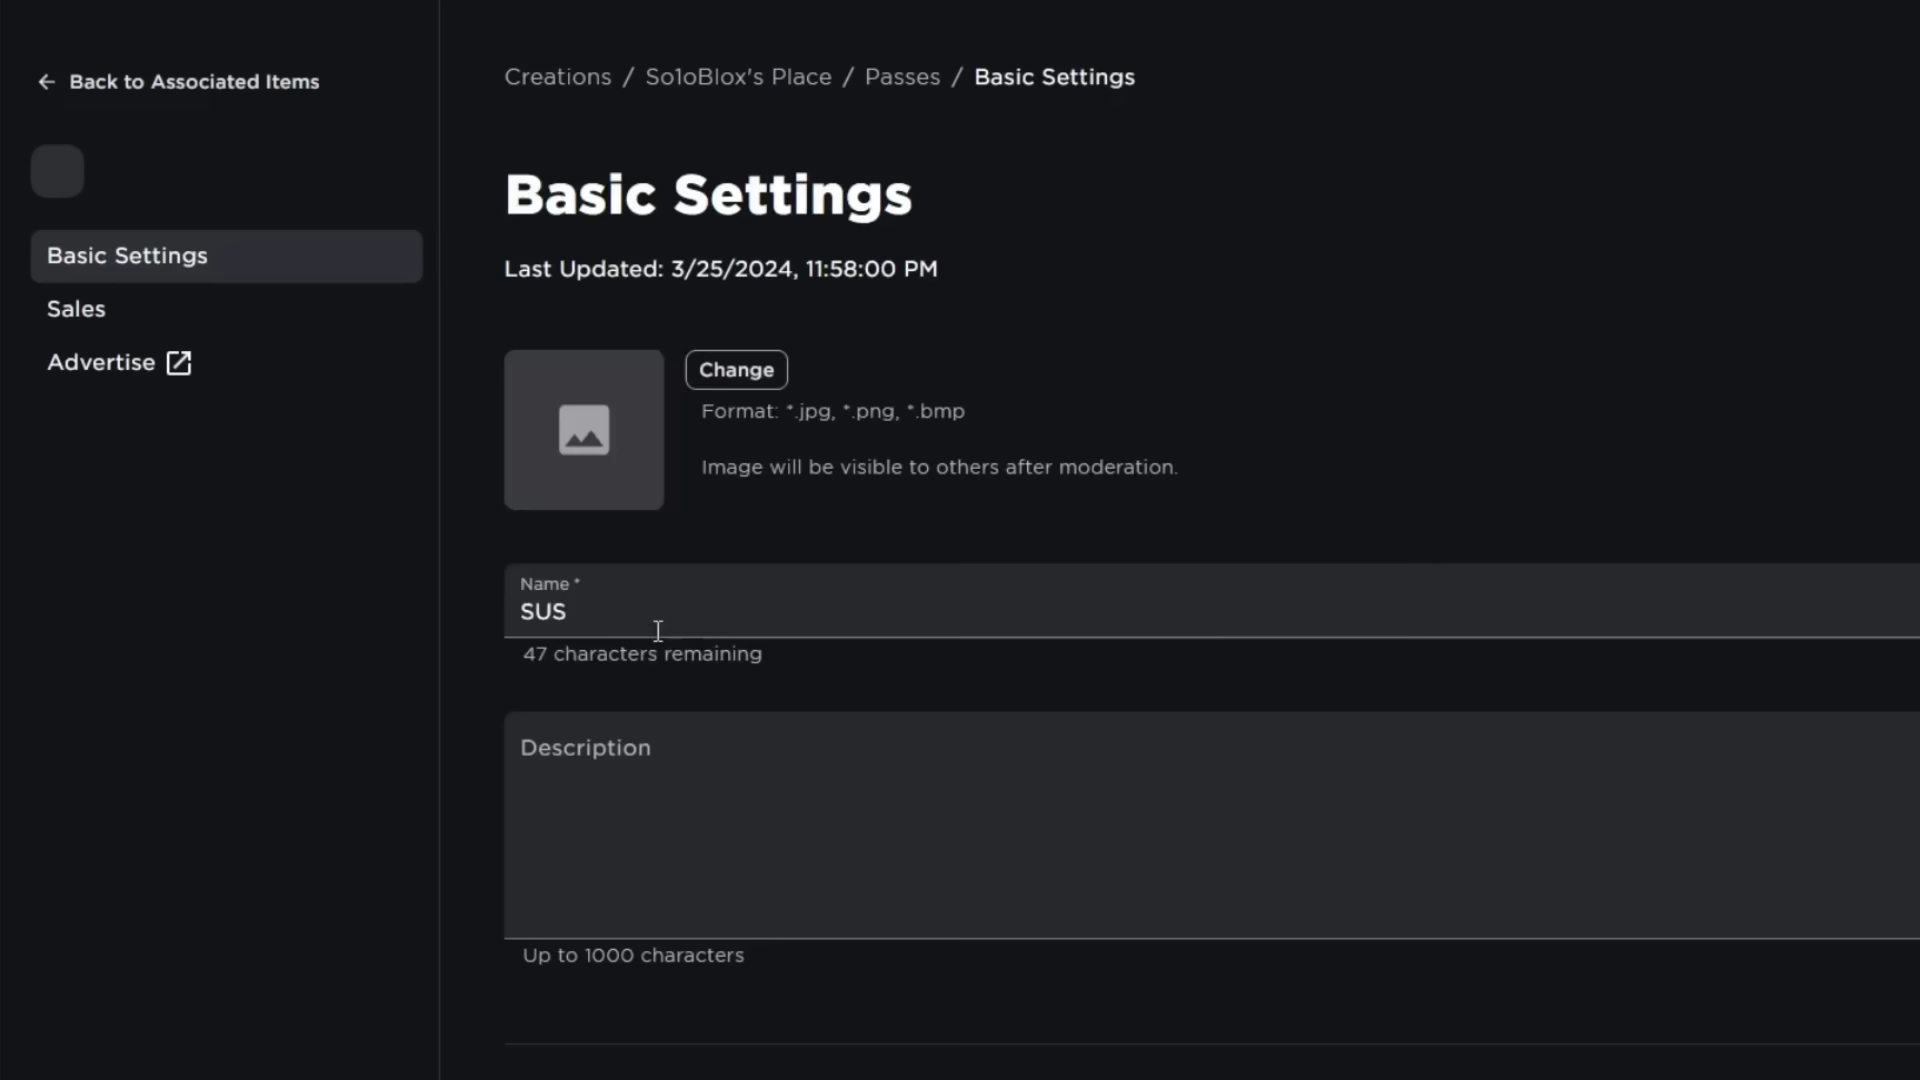 Back to Associated Items
Basic Settings
Sales
Advertise
Creations / So1oBlox's Place / Passes / Basic Settings
Basic Settings
Last Updated: 3/25/2024, 11:58:00 PM
Change
Format: *.jpg, *.png, *.bmp
Image will be visible to others after moderation.
Name *
SUS
47 characters remaining
Description
Up to 1000 characters